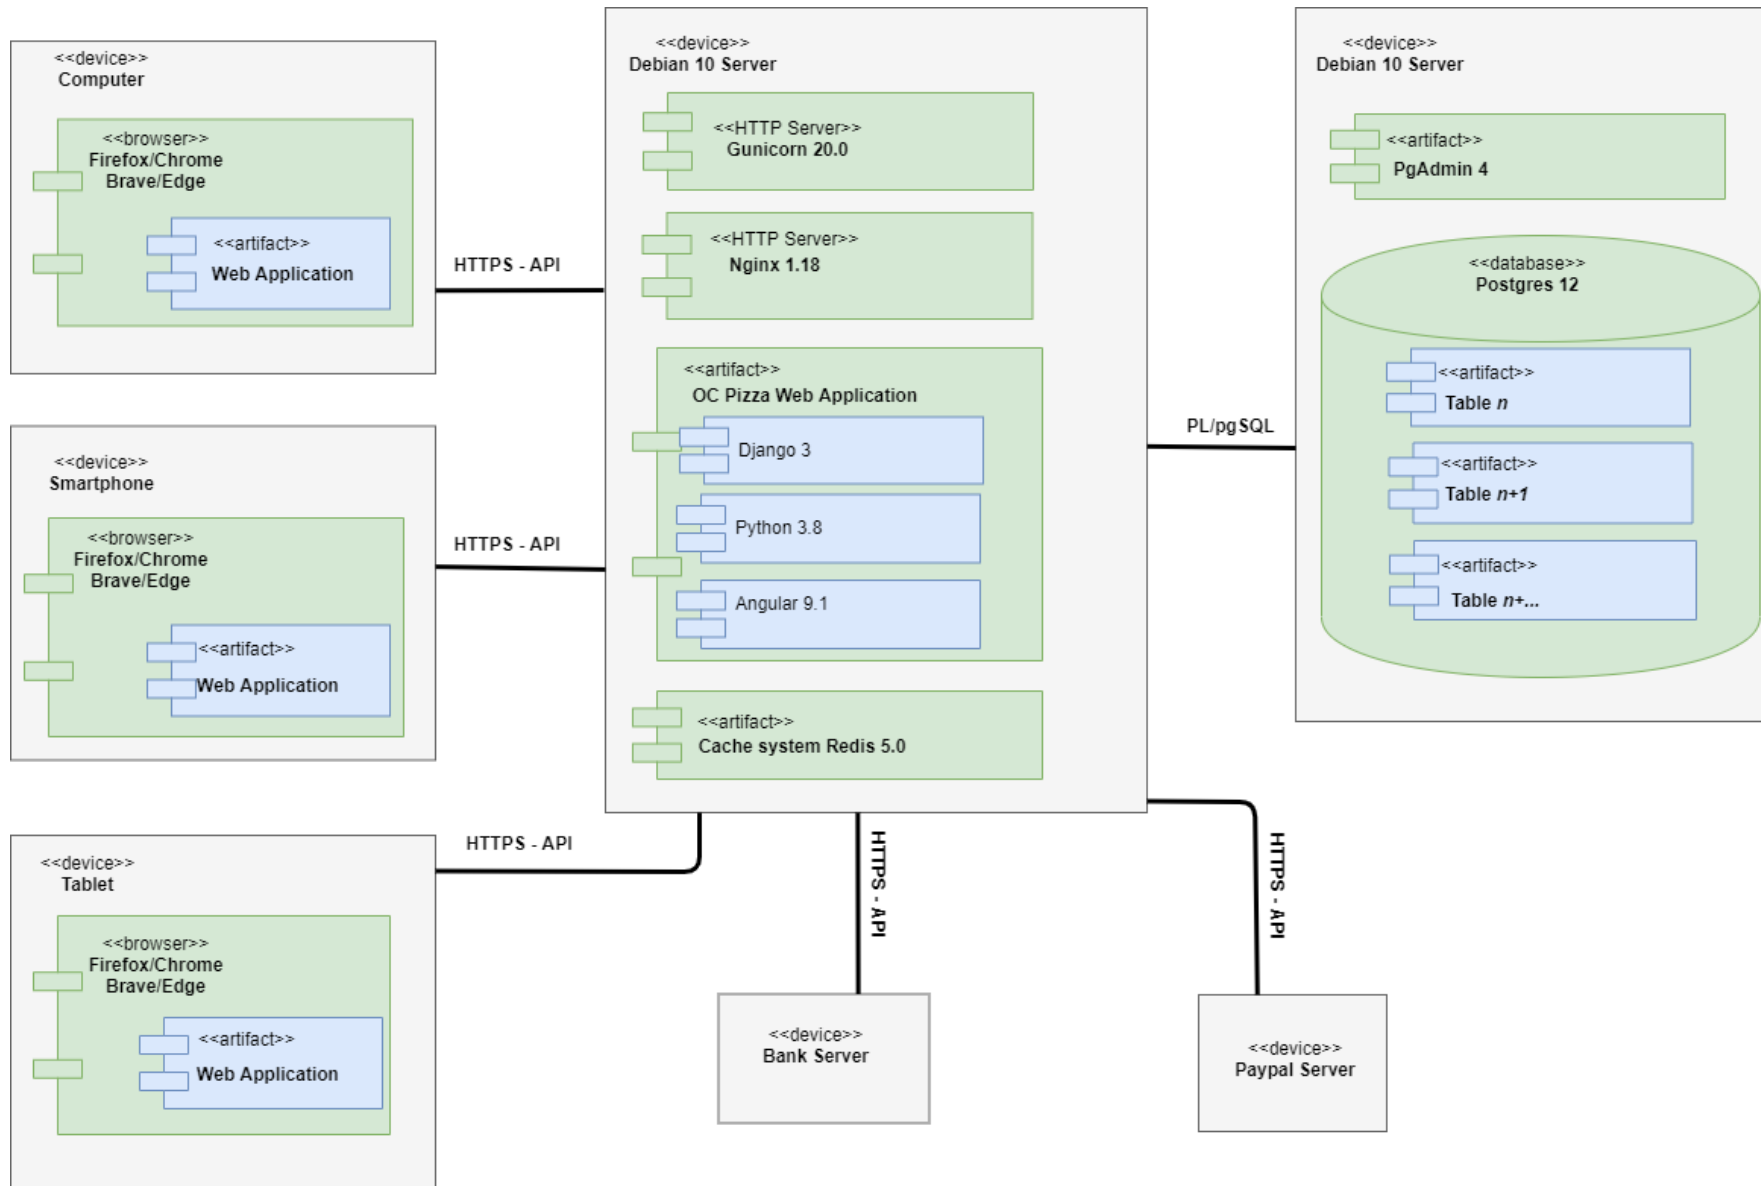 <<device>>
Computer
<<browser>>
Firefox/Chrome
Brave/Edge
<<artifact>>
Web Application
HTTPS - API
<<device>>
Smartphone
<<browser>>
Firefox/Chrome
Brave/Edge
<<artifact>>
Web Application
HTTPS - API
<<device>>
Tablet
<<browser>>
Firefox/Chrome
Brave/Edge
<<artifact>>
Web Application
HTTPS - API
<<device>>
Debian 10 Server
<<HTTP Server>>
Gunicorn 20.0
<<HTTP Server>>
Nginx 1.18
<<artifact>>
OC Pizza Web Application
Django 3
Python 3.8
Angular 9.1
<<artifact>>
Cache system Redis 5.0
HTTPS - API
<<device>>
Bank Server
HTTPS - API
<<device>>
Paypal Server
PL/pgSQL
<<device>>
Debian 10 Server
<<artifact>>
PgAdmin 4
<<database>>
Postgres 12
<<artifact>>
Table n
<<artifact>>
Table n+1
<<artifact>>
Table n+...